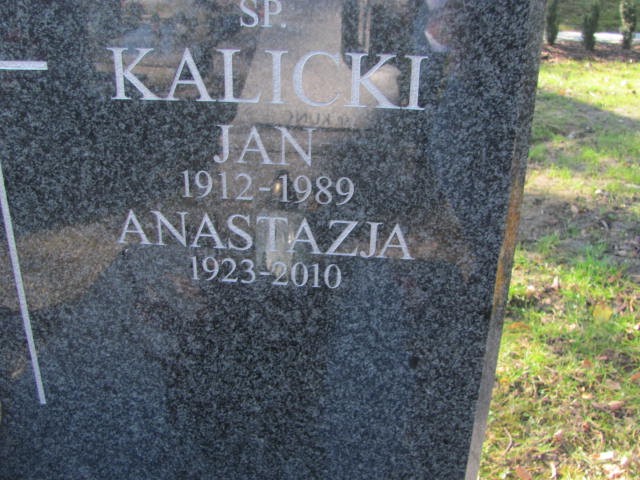 SP.
KALICKI
JAN
1912-1989
ANASTAZJA
1923-2010